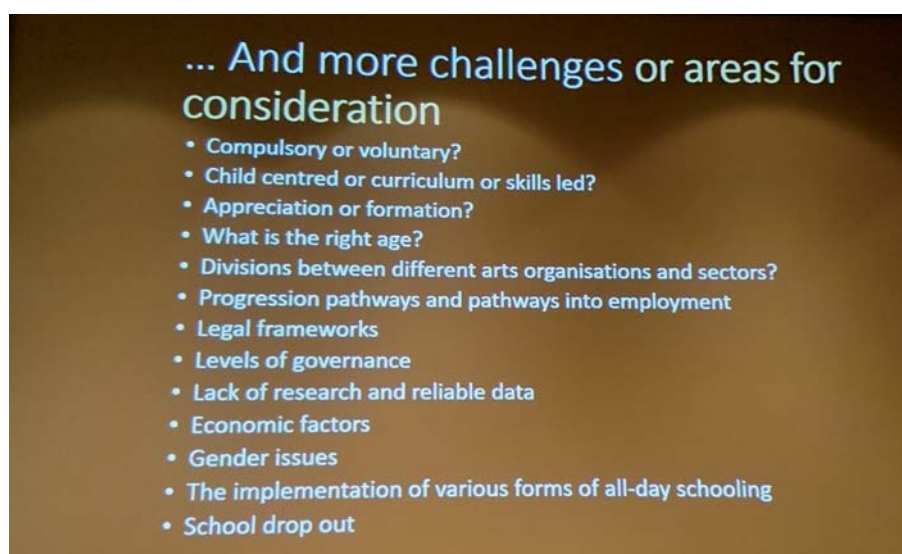 ... And more challenges or areas for
consideration
• Compulsory or voluntary?
• Child centred or curriculum or skills led?
• Appreciation or formation?
• What is the right age?
• Divisions between different arts organisations and sectors?
• Progression pathways and pathways into employment
• Legal frameworks
• Levels of governance
• Lack of research and reliable data
• Economic factors
• Gender issues
• The implementation of various forms of all-day schooling
• School drop out